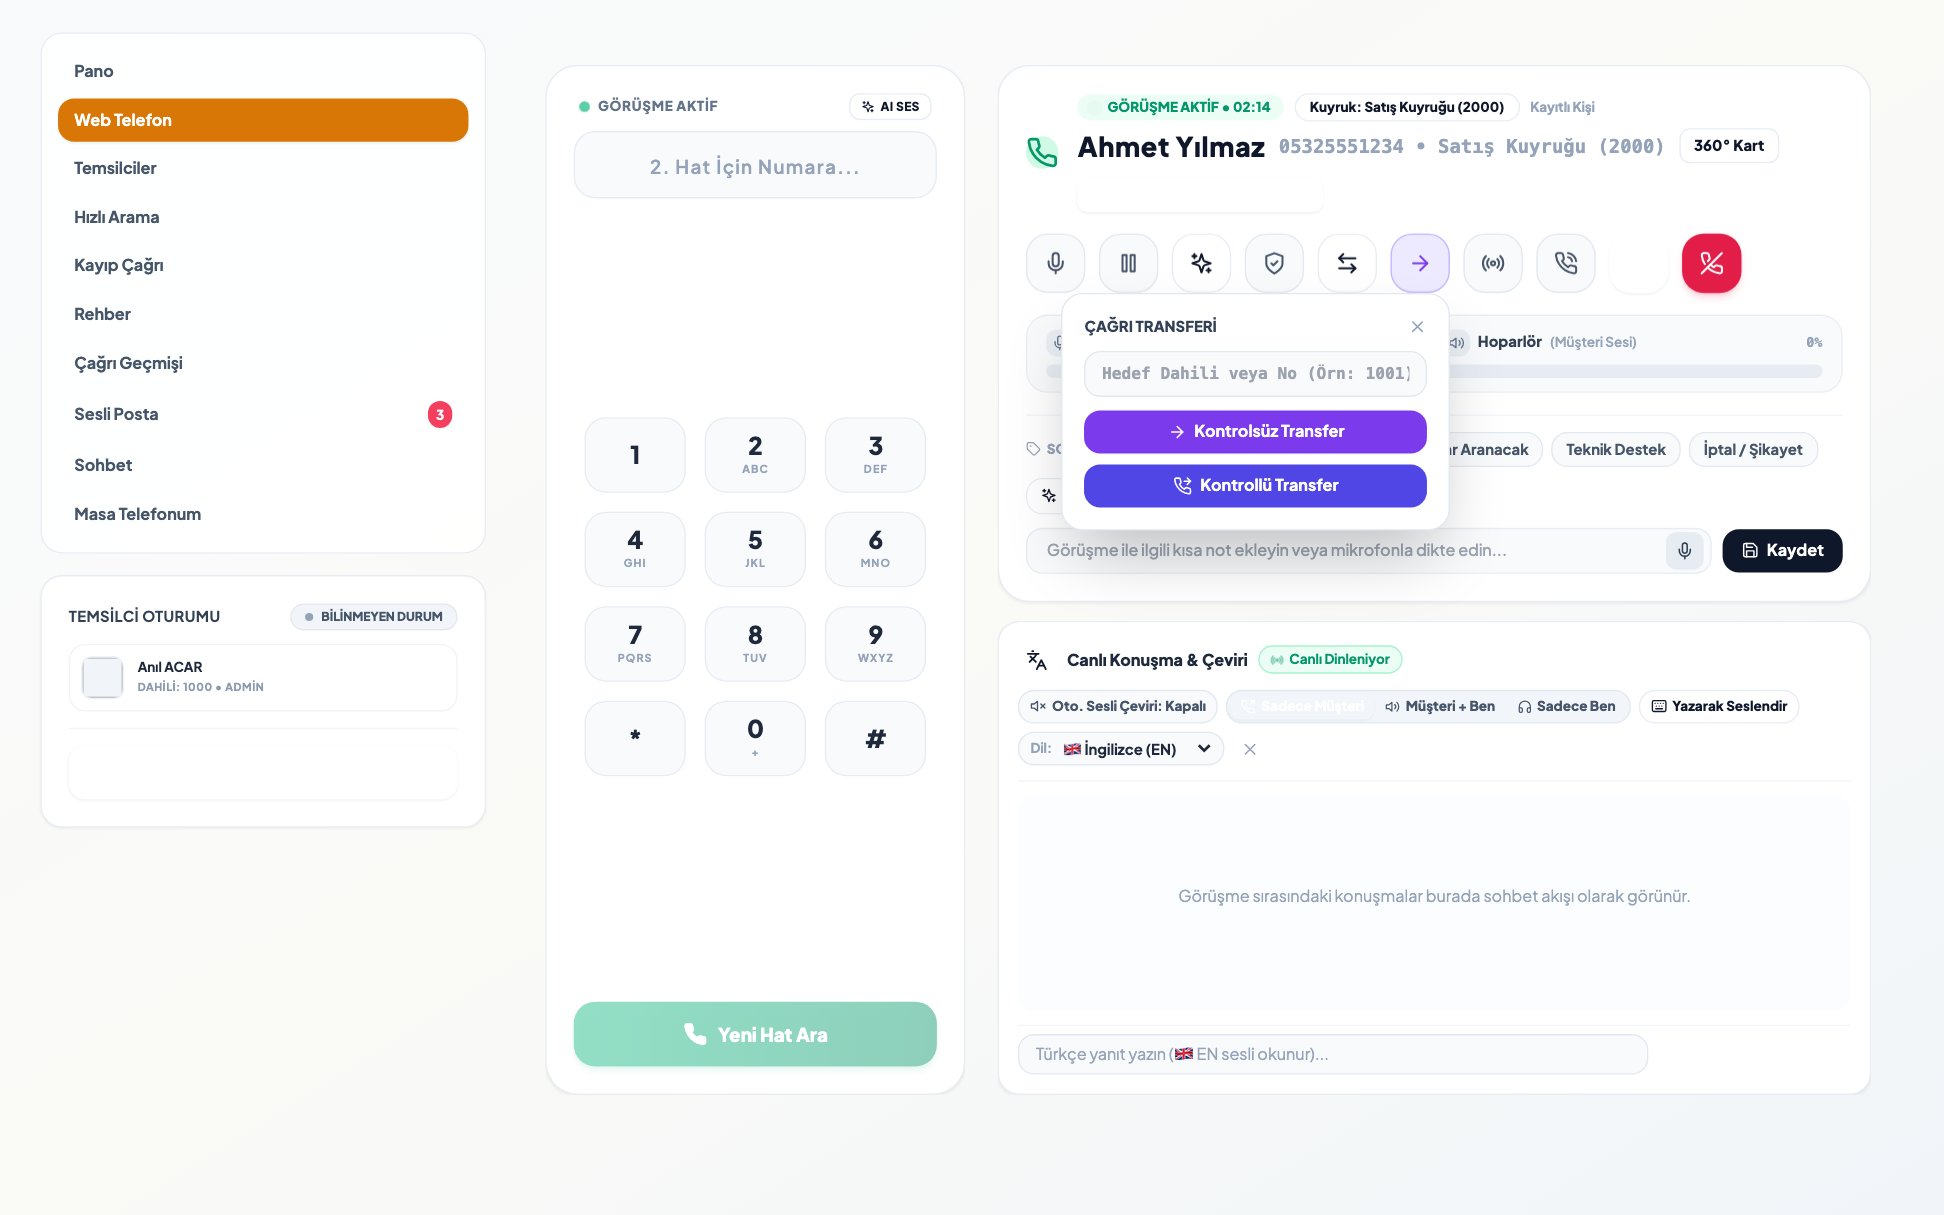 Pano
Web Telefon
Temsilciler
Hızlı Arama
Kayıp Çağrı
Rehber
Çağrı Geçmişi
Sesli Posta 3
Sohbet
Masa Telefonum
TEMSİLCİ OTURUMU
BİLİNMEYEN DURUM
Anıl ACAR
DAHİLİ: 1000 • ADMİN
GÖRÜŞME AKTİF
AI SES
2. Hat İçin Numara...
1
2
ABC
3
DEF
4
GHI
5
JKL
6
MNO
7
PQRS
8
TUV
9
WXYZ
*
0
+
#
Yeni Hat Ara
GÖRÜŞME AKTİF • 02:14
Kuyruk: Satış Kuyruğu (2000)
Kayıtlı Kişi
Ahmet Yılmaz
05325551234 • Satış Kuyruğu (2000)
360° Kart
ÇAĞRI TRANSFERİ
Hedef Dahili veya No (Örn: 1001)
Kontrolsüz Transfer
Kontrollü Transfer
Hoparlör (Müşteri Sesi)
0%
Aranacak
Teknik Destek
İptal / Şikayet
Görüşme ile ilgili kısa not ekleyin veya mikrofonla dikte edin...
Kaydet
Canlı Konuşma & Çeviri
Canlı Dinleniyor
Oto. Sesli Çeviri: Kapalı
Sadece Müşteri
Müşteri + Ben
Sadece Ben
Yazarak Seslendir
Dil: 🇬🇧 İngilizce (EN)
Görüşme sırasındaki konuşmalar burada sohbet akışı olarak görünür.
Türkçe yanıt yazın (🇬🇧 EN sesli okunur)...